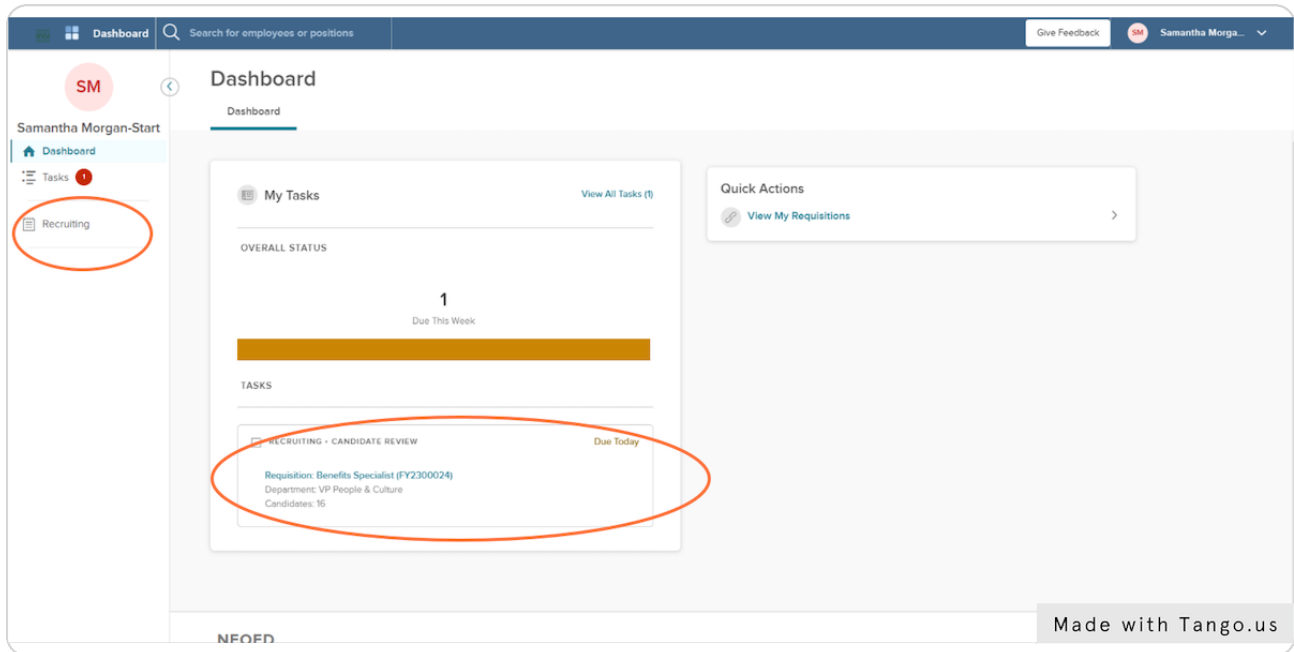 Dashboard
Search for employees or positions
Give Feedback
SM
Samantha Morga...
SM
Samantha Morgan-Start
Dashboard
Tasks 1
Recruiting
Dashboard
Dashboard
My Tasks
View All Tasks (1)
OVERALL STATUS
1
Due This Week
TASKS
RECRUITING - CANDIDATE REVIEW
Due Today
Requisition: Benefits Specialist (FY2300024)
Department: VP People & Culture
Candidates: 16
Quick Actions
View My Requisitions
NEOED
Made with Tango.us